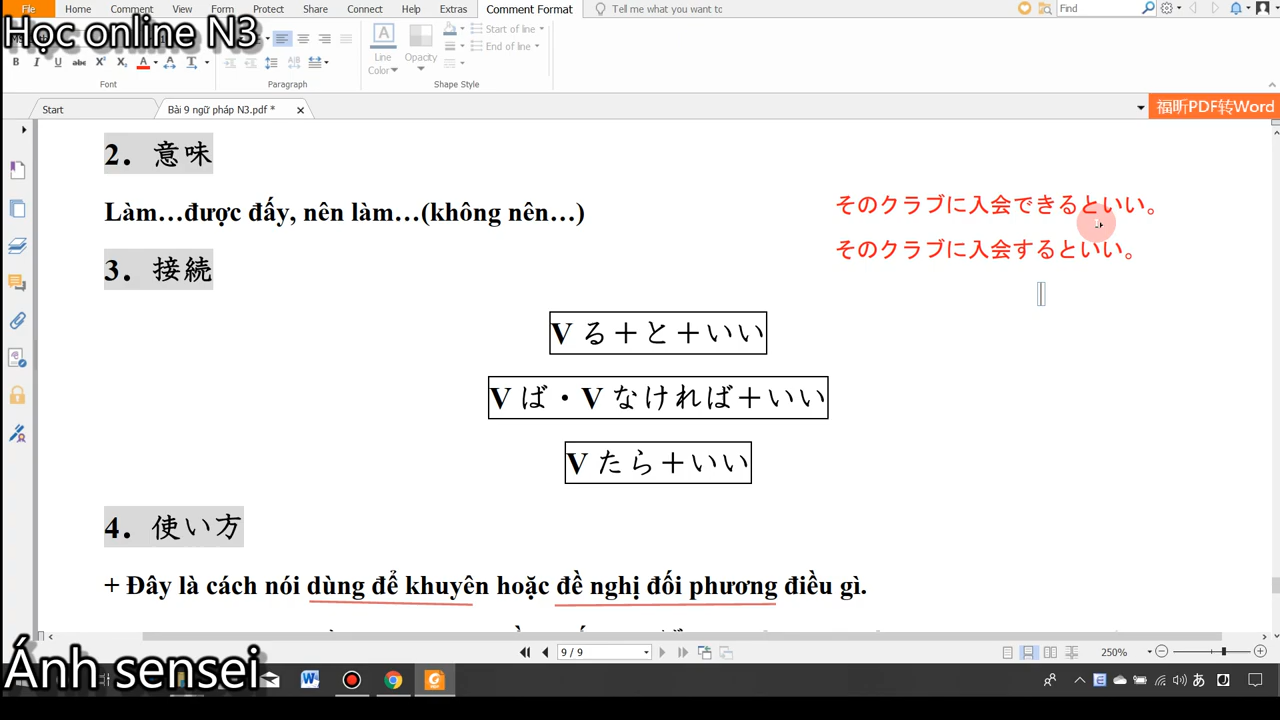 File Home Comment View Form Protect Share Connect Help Extras Comment Format Tell me what you want tc Find
Học online N3
Start of line
End of line
Line Color
Opacity
Font Paragraph Shape Style
Start Bài 9 ngữ pháp N3.pdf * 福昕PDF转Word
2．意味
Làm…được đấy, nên làm…(không nên…)
そのクラブに入会できるといい。
そのクラブに入会するといい。
3．接続
V る＋と＋いい
V ば・V なければ＋いい
V たら＋いい
4．使い方
+ Đây là cách nói dùng để khuyên hoặc đề nghị đối phương điều gì.
9 / 9 250%
Ánh sensei